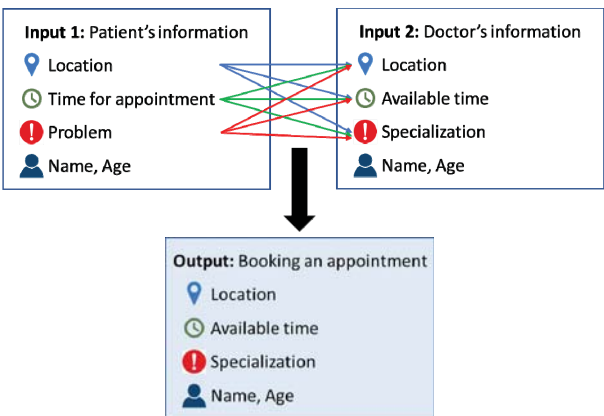 Input 1: Patient's information
Location
Time for appointment
Problem
Name, Age
Input 2: Doctor's information
Location
Available time
Specialization
Name, Age
Output: Booking an appointment
Location
Available time
Specialization
Name, Age